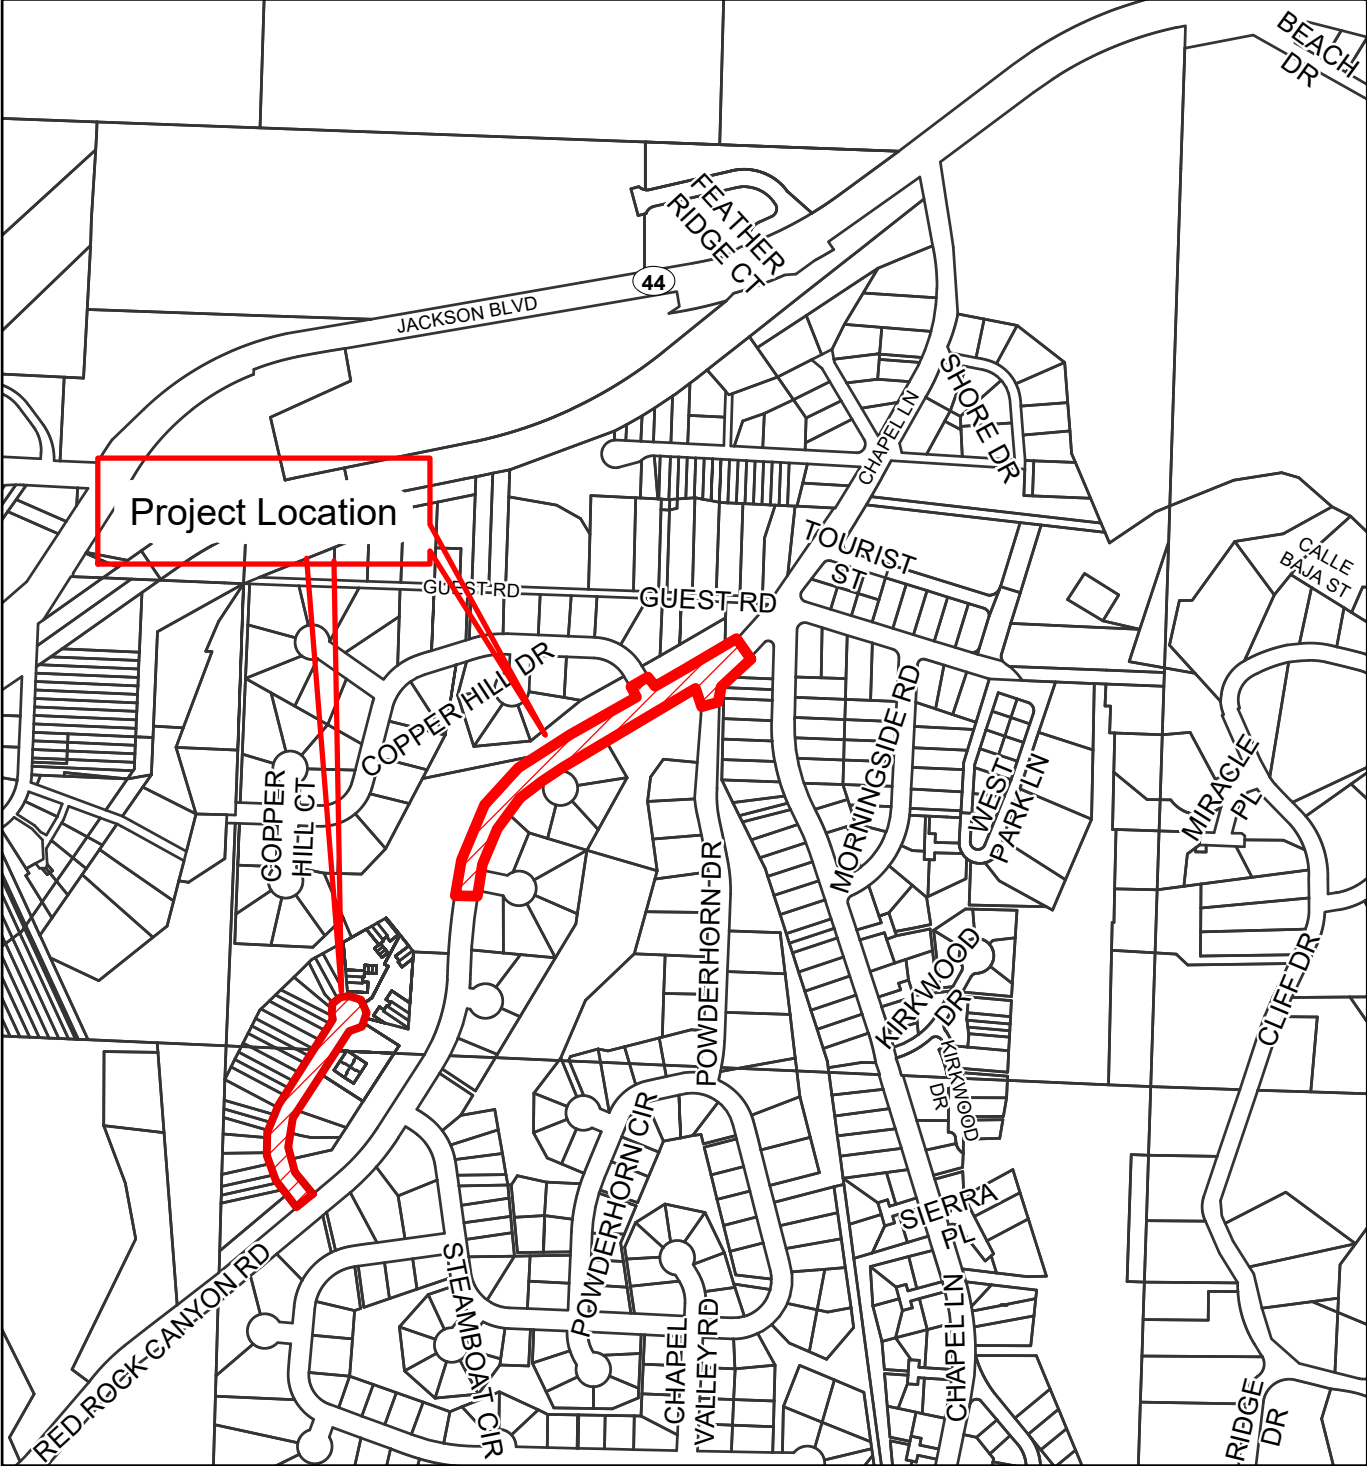 BEACH
DR
FEATHER
RIDGE CT
44
JACKSON BLVD
SHORE DR
CHAPEL LN
Project Location
TOURIST
ST
CALLE
BAJA ST
GUEST RD
GUEST RD
COPPER HILL DR
MORNINGSIDE RD
WEST
PARK LN
MIRACLE
PL
COPPER
HILL CT
POWDERHORN DR
KIRKWOOD
DR
CLIFF DR
KIRKWOOD
DR
POWDERHORN CIR
SIERRA
PL
RED ROCK CANYON RD
STEAMBOAT CIR
CHAPEL
VALLEY RD
CHAPEL LN
RIDGE
DR